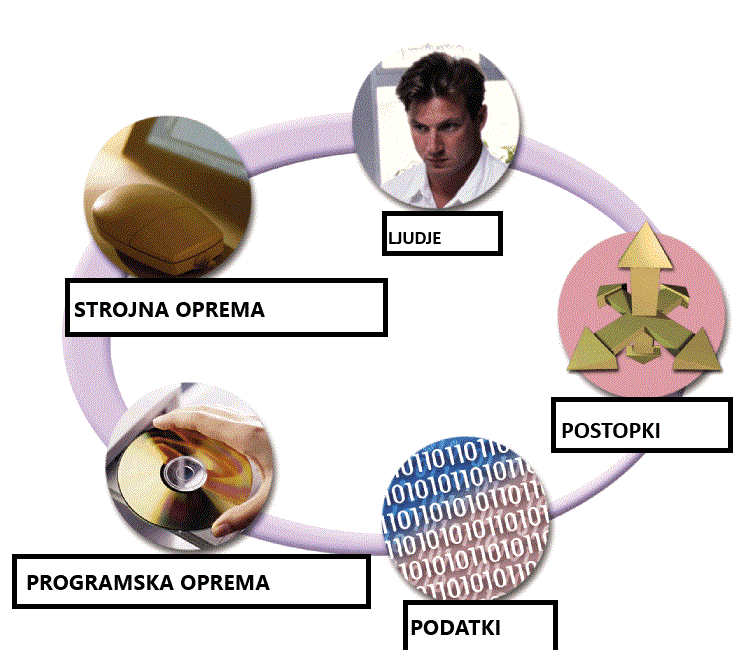 LJUDJE
STROJNA OPREMA
POSTOPKI
PROGRAMSKA OPREMA
PODATKI